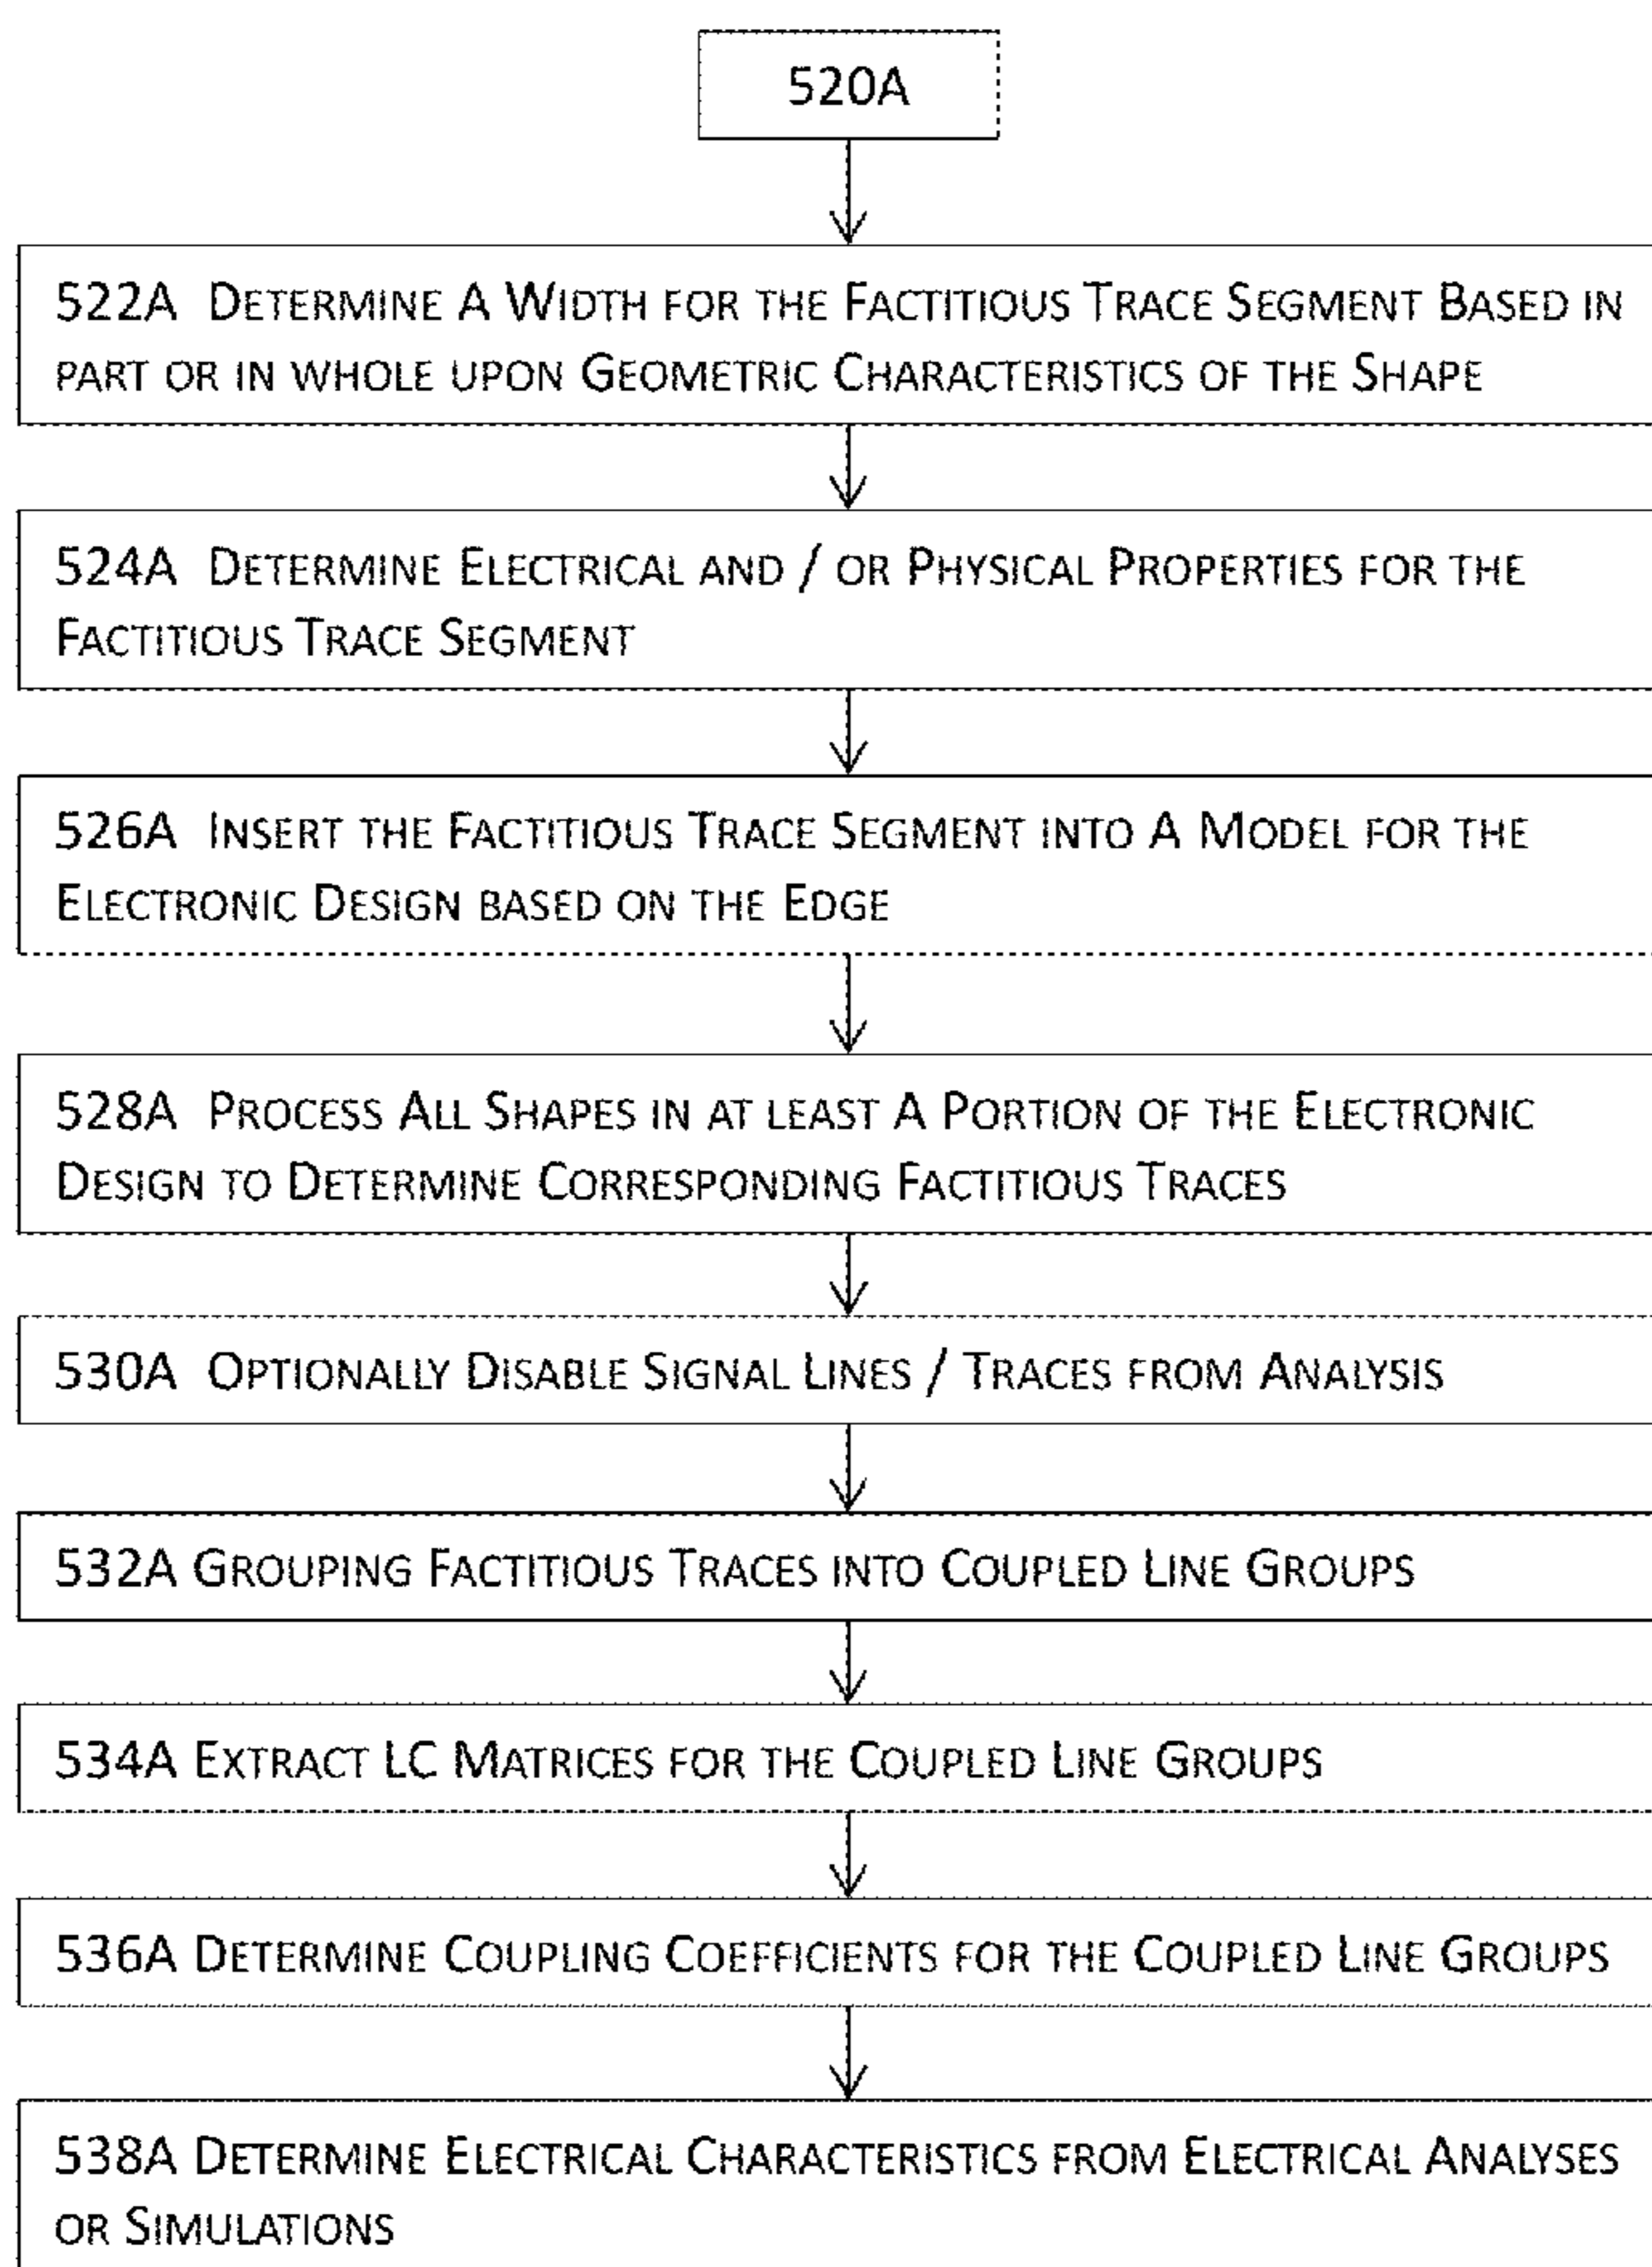 520A
522A DETERMINE A WIDTH FOR THE FACTITIOUS TRACE SEGMENT BASED IN
PART OR IN WHOLE UPON GEOMETRIC CHARACTERISTICS OF THE SHAPE
524A DETERMINE ELECTRICAL AND / OR PHYSICAL PROPERTIES FOR THE
FACTITIOUS TRACE SEGMENT
526A INSERT THE FACTITIOUS TRACE SEGMENT INTO A MODEL FOR THE
ELECTRONIC DESIGN BASED ON THE EDGE
528A PROCESS ALL SHAPES IN AT LEAST A PORTION OF THE ELECTRONIC
DESIGN TO DETERMINE CORRESPONDING FACTITIOUS TRACES
530A OPTIONALLY DISABLE SIGNAL LINES / TRACES FROM ANALYSIS
532A GROUPING FACTITIOUS TRACES INTO COUPLED LINE GROUPS
534A EXTRACT LC MATRICES FOR THE COUPLED LINE GROUPS
536A DETERMINE COUPLING COEFFICIENTS FOR THE COUPLED LINE GROUPS
538A DETERMINE ELECTRICAL CHARACTERISTICS FROM ELECTRICAL ANALYSES
OR SIMULATIONS